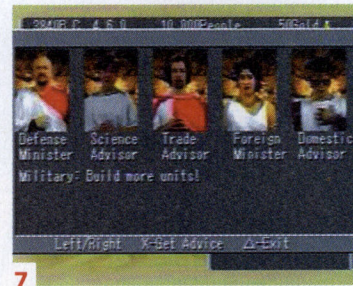 3840B.C. 4.6.0 10,000People 50Gold
Defense Science Trade Foreign Domestic
Minister Advisor Advisor Minister Advisor
Military: Build more units!
Left/Right X-Get Advice △-Exit
7